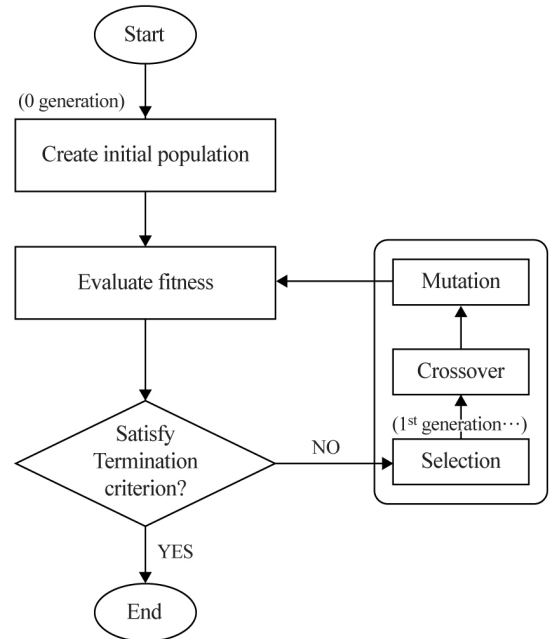 Start
(0 generation)
Create initial population
Evaluate fitness
Mutation
Crossover
(1st generation⋯)
Selection
Satisfy
Termination
criterion?
NO
YES
End